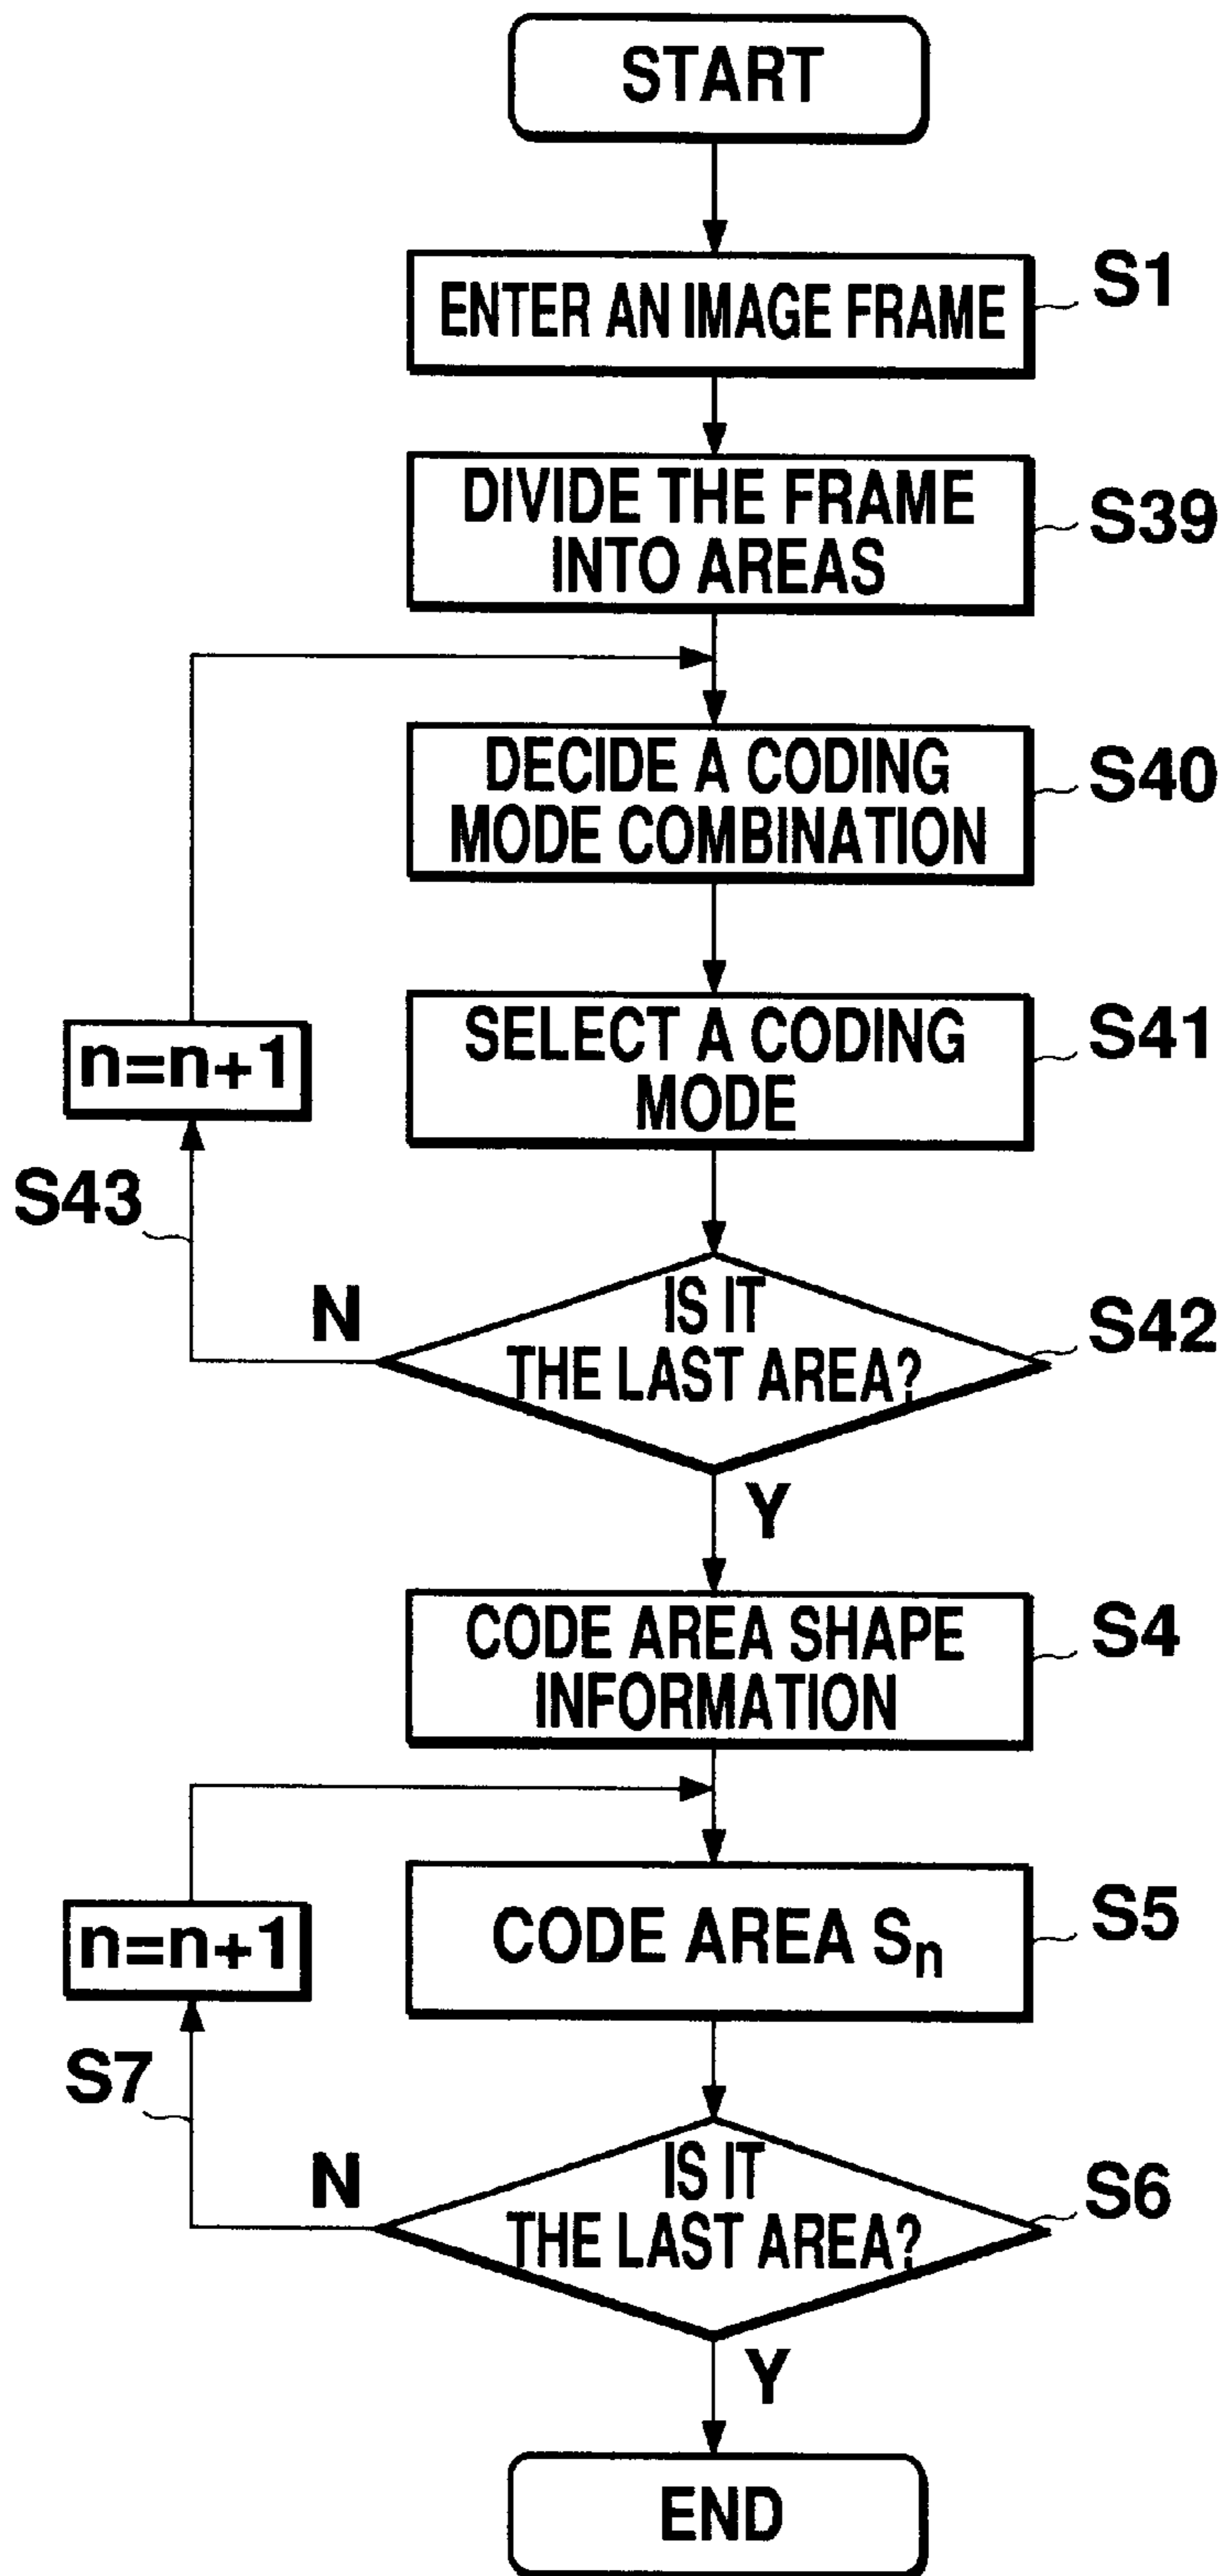 START
ENTER AN IMAGE FRAME
S1
DIVIDE THE FRAME
INTO AREAS
S39
DECIDE A CODING
MODE COMBINATION
S40
SELECT A CODING
MODE
S41
n=n+1
S43
N
IS IT
THE LAST AREA?
S42
Y
CODE AREA SHAPE
INFORMATION
S4
CODE AREA Sn
S5
n=n+1
S7
N
IS IT
THE LAST AREA?
S6
Y
END